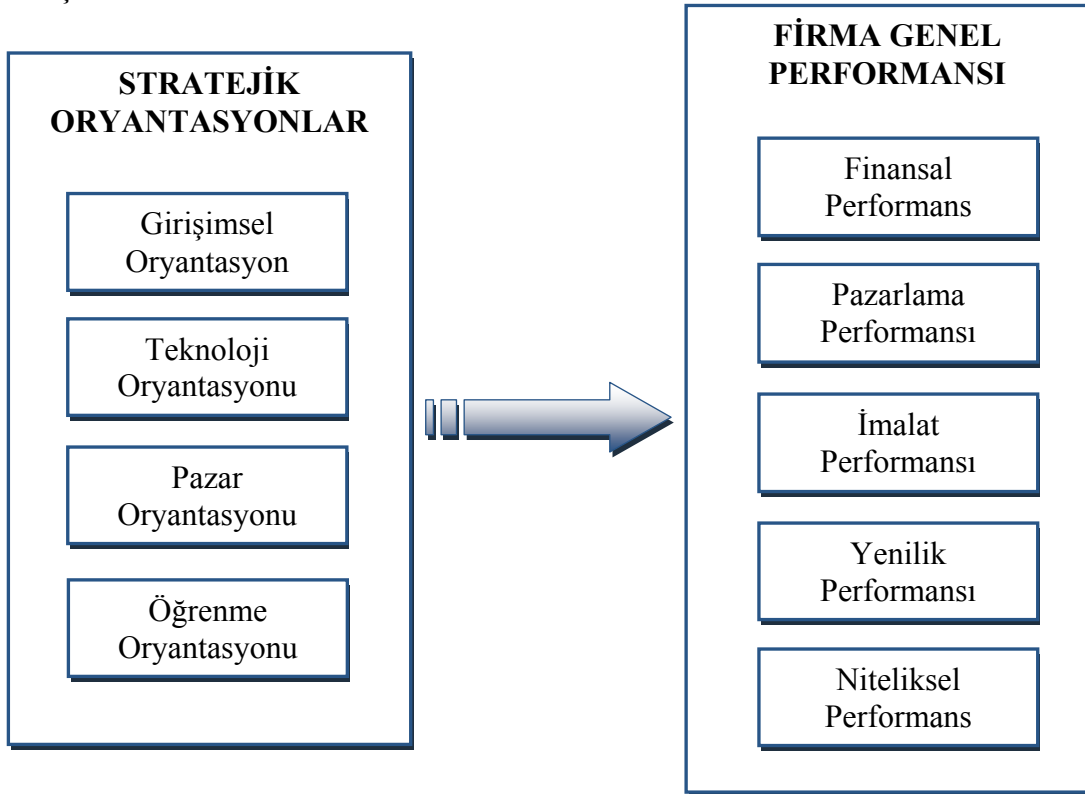 STRATEJİK
ORYANTASYONLAR
Girişimsel
Oryantasyon
Teknoloji
Oryantasyonu
Pazar
Oryantasyonu
Öğrenme
Oryantasyonu
FİRMA GENEL
PERFORMANSI
Finansal
Performans
Pazarlama
Performansı
İmalat
Performansı
Yenilik
Performansı
Niteliksel
Performans